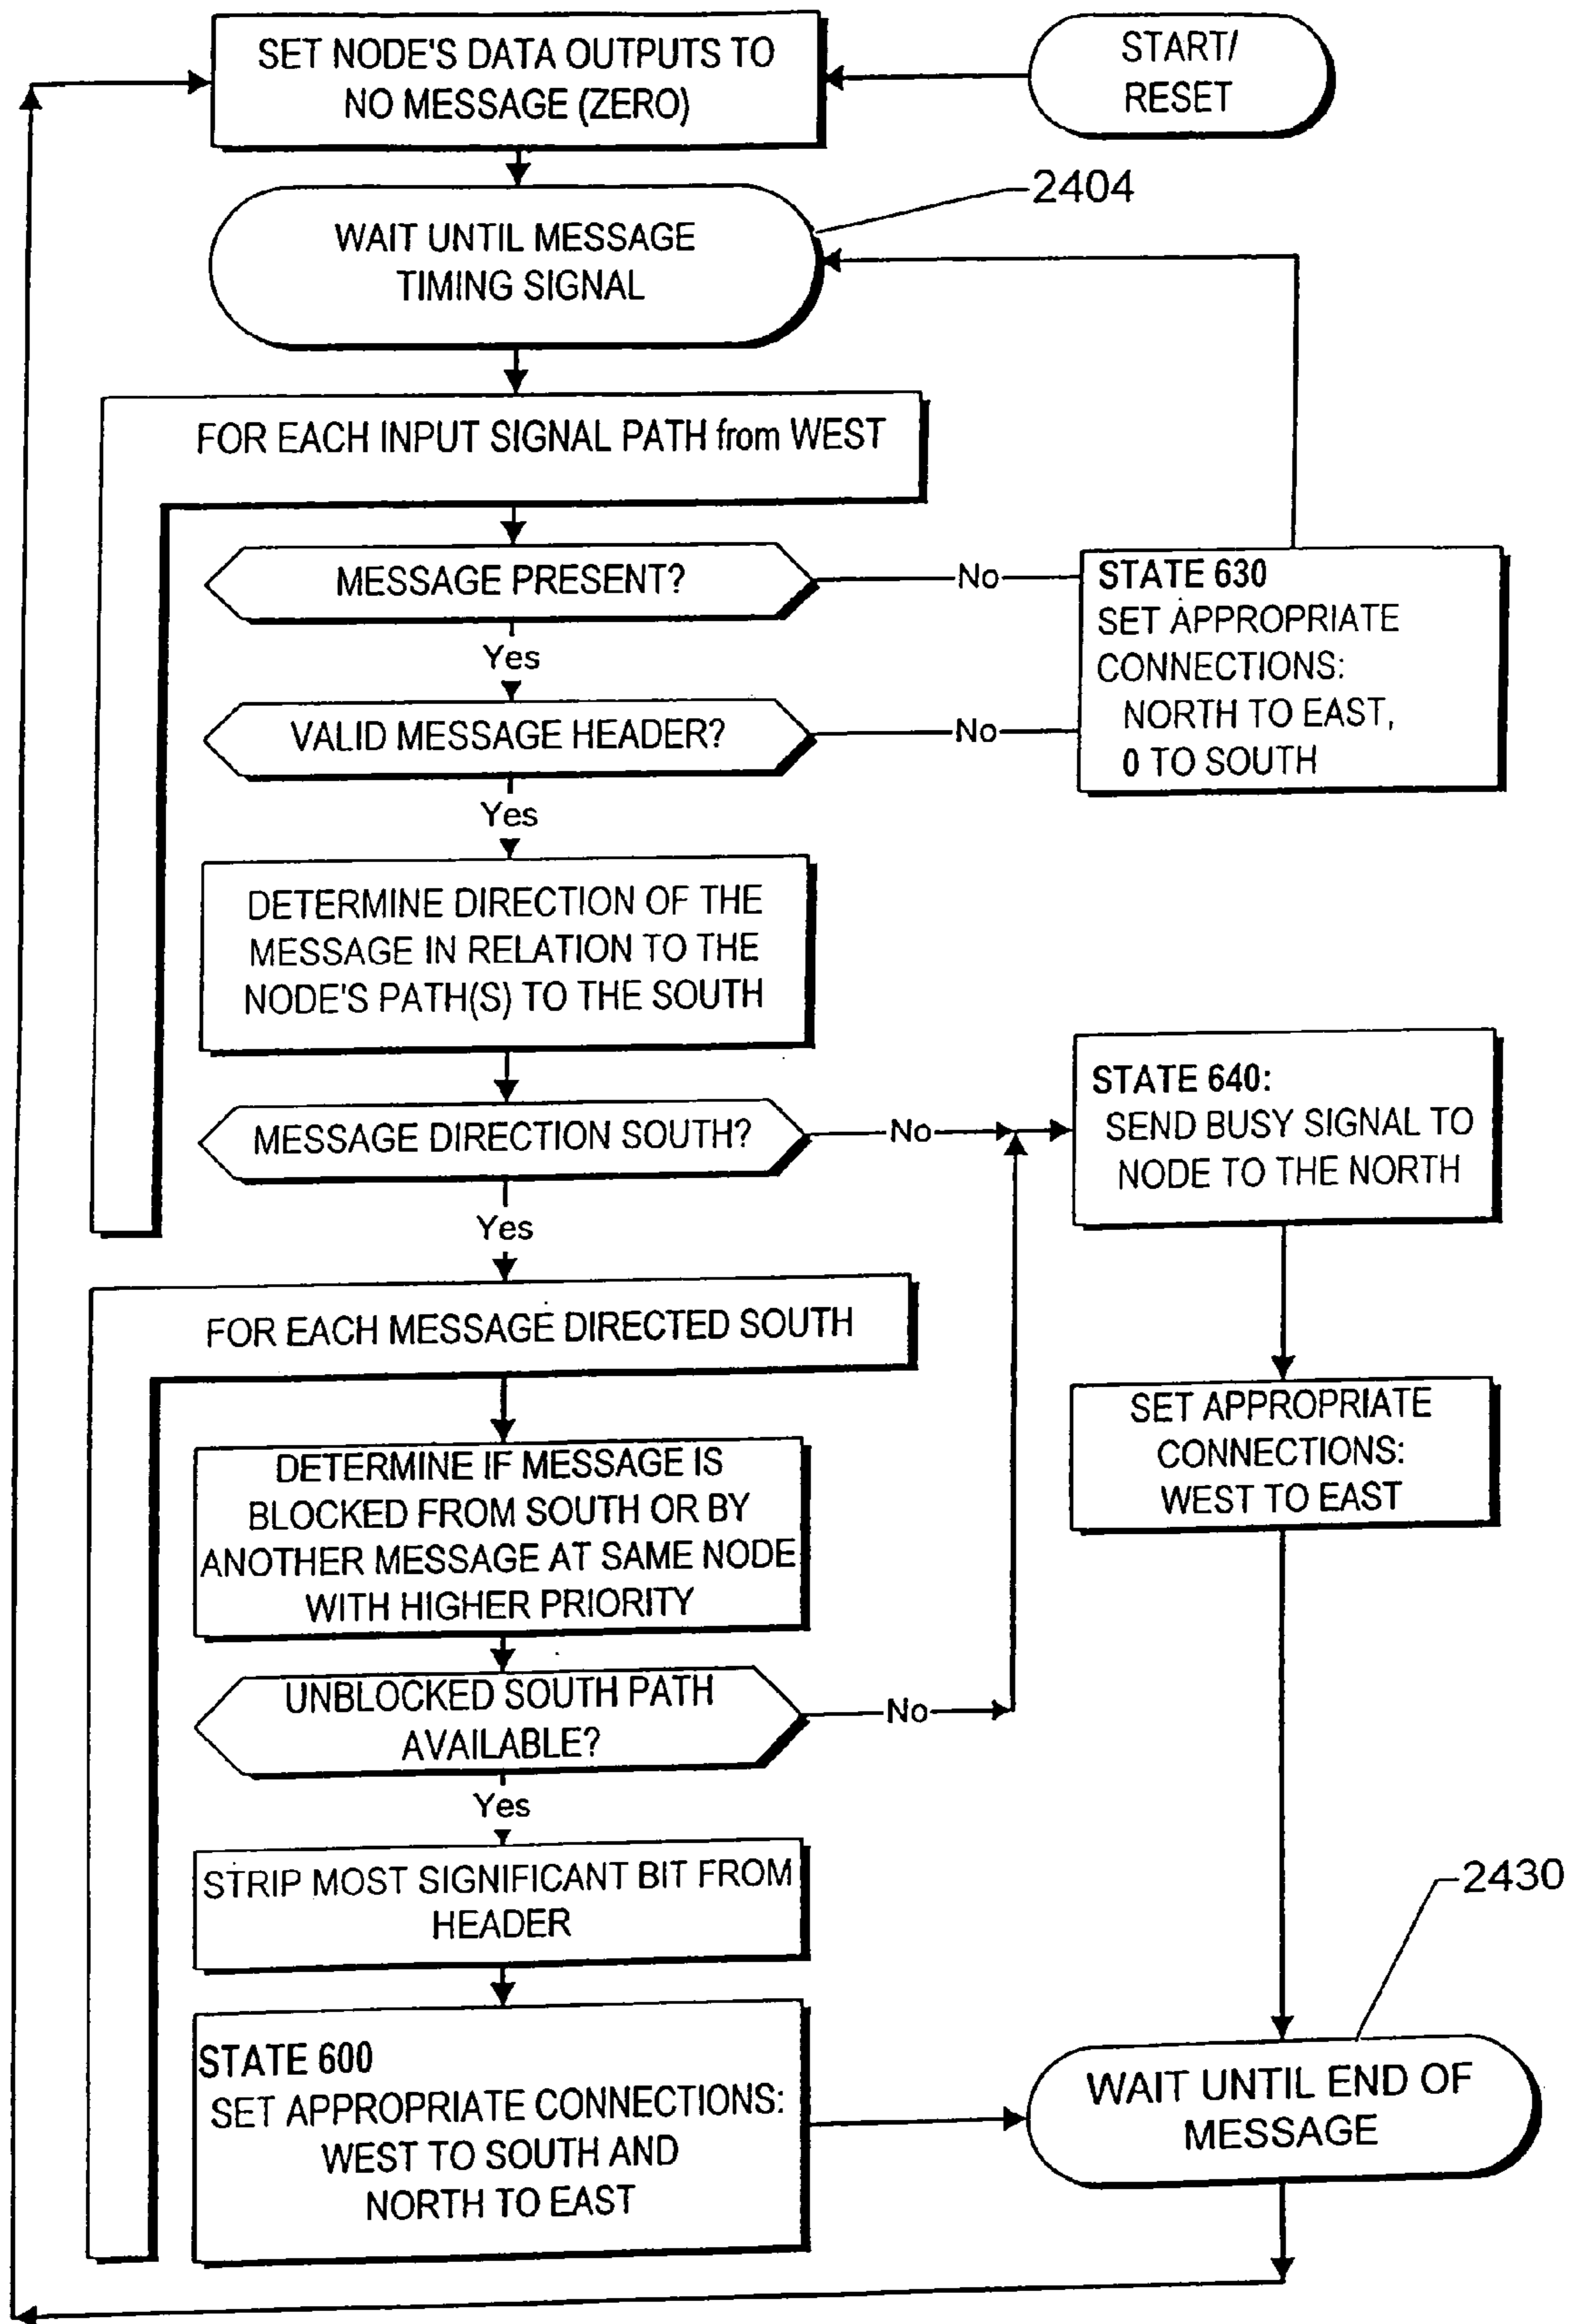 SET NODE'S DATA OUTPUTS TO
NO MESSAGE (ZERO)
START/
RESET
2404
WAIT UNTIL MESSAGE
TIMING SIGNAL
FOR EACH INPUT SIGNAL PATH from WEST
MESSAGE PRESENT?
No
Yes
STATE 630
SET APPROPRIATE
CONNECTIONS:
NORTH TO EAST,
0 TO SOUTH
VALID MESSAGE HEADER?
No
Yes
DETERMINE DIRECTION OF THE
MESSAGE IN RELATION TO THE
NODE'S PATH(S) TO THE SOUTH
MESSAGE DIRECTION SOUTH?
No
Yes
STATE 640:
SEND BUSY SIGNAL TO
NODE TO THE NORTH
FOR EACH MESSAGE DIRECTED SOUTH
SET APPROPRIATE
CONNECTIONS:
WEST TO EAST
DETERMINE IF MESSAGE IS
BLOCKED FROM SOUTH OR BY
ANOTHER MESSAGE AT SAME NODE
WITH HIGHER PRIORITY
UNBLOCKED SOUTH PATH
AVAILABLE?
No
Yes
STRIP MOST SIGNIFICANT BIT FROM
HEADER
2430
STATE 600
SET APPROPRIATE CONNECTIONS:
WEST TO SOUTH AND
NORTH TO EAST
WAIT UNTIL END OF
MESSAGE